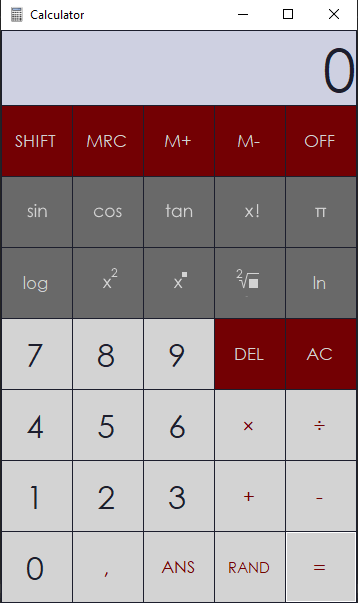 Calculator
0
SHIFT MRC M+ M- OFF
sin cos tan x! π
log x² x▪ ²√▪ ln
7 8 9 DEL AC
4 5 6 × ÷
1 2 3 + -
0 , ANS RAND =